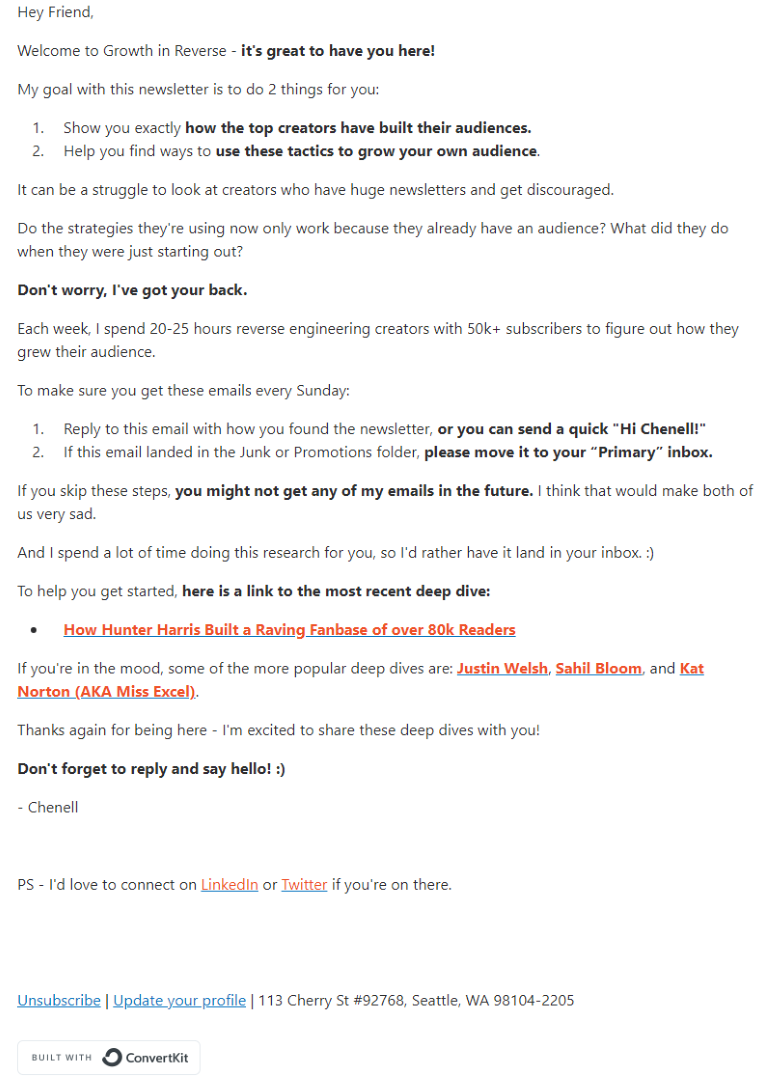 Hey Friend,
Welcome to Growth in Reverse - it's great to have you here!
My goal with this newsletter is to do 2 things for you:
1. Show you exactly how the top creators have built their audiences.
2. Help you find ways to use these tactics to grow your own audience.
It can be a struggle to look at creators who have huge newsletters and get discouraged.
Do the strategies they're using now only work because they already have an audience? What did they do
when they were just starting out?
Don't worry, I've got your back.
Each week, I spend 20-25 hours reverse engineering creators with 50k+ subscribers to figure out how they
grew their audience.
To make sure you get these emails every Sunday:
1. Reply to this email with how you found the newsletter, or you can send a quick "Hi Chenell!"
2. If this email landed in the Junk or Promotions folder, please move it to your “Primary” inbox.
If you skip these steps, you might not get any of my emails in the future. I think that would make both of
us very sad.
And I spend a lot of time doing this research for you, so I'd rather have it land in your inbox. :)
To help you get started, here is a link to the most recent deep dive:
• How Hunter Harris Built a Raving Fanbase of over 80k Readers
If you're in the mood, some of the more popular deep dives are: Justin Welsh, Sahil Bloom, and Kat
Norton (AKA Miss Excel).
Thanks again for being here - I'm excited to share these deep dives with you!
Don't forget to reply and say hello! :)
- Chenell
PS - I'd love to connect on LinkedIn or Twitter if you're on there.
Unsubscribe | Update your profile | 113 Cherry St #92768, Seattle, WA 98104-2205
BUILT WITH ConvertKit